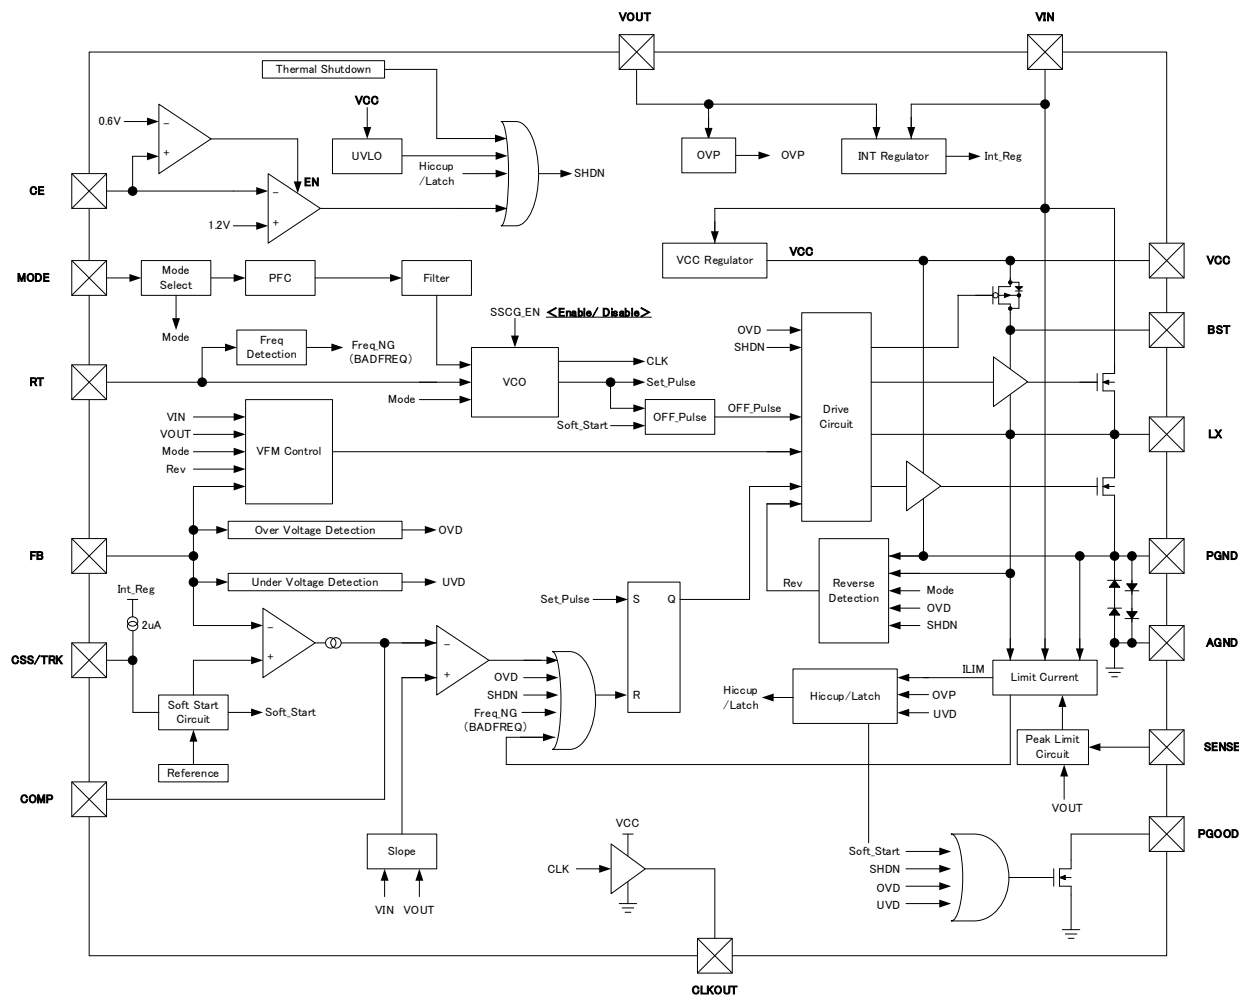 VOUT
VIN
Thermal Shutdown
VCC
0.6V
−
+
UVLO
OVP
OVP
INT Regulator
Int_Reg
Hiccup
/Latch
SHDN
CE
EN
−
+
1.2V
VCC Regulator
VCC
VCC
MODE
Mode
Select
PFC
Filter
SSCG_EN <Enable/ Disable>
Mode
Freq
Detection
Freq_NG
(BADFREQ)
OVD
SHDN
BST
CLK
RT
VCO
Set_Pulse
Mode
OFF_Pulse
OFF_Pulse
Soft_Start
Drive
Circuit
VIN
VOUT
Mode
Rev
VFM Control
LX
Over Voltage Detection
OVD
FB
PGND
Under Voltage Detection
UVD
Int_Reg
2uA
Set_Pulse
S
Q
R
Rev
Reverse
Detection
Mode
OVD
SHDN
−
+
−
+
CSS/TRK
AGND
OVD
SHDN
Freq_NG
(BADFREQ)
Soft Start
Circuit
Soft_Start
Hiccup
/Latch
Hiccup/Latch
ILIM
OVP
UVD
Limit Current
Peak Limit
Circuit
SENSE
Reference
COMP
VOUT
VCC
PGOOD
Slope
CLK
Soft_Start
SHDN
OVD
UVD
VIN
VOUT
CLKOUT